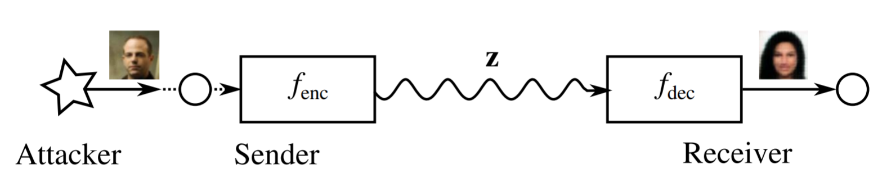 z
f_enc
f_dec
Attacker
Sender
Receiver